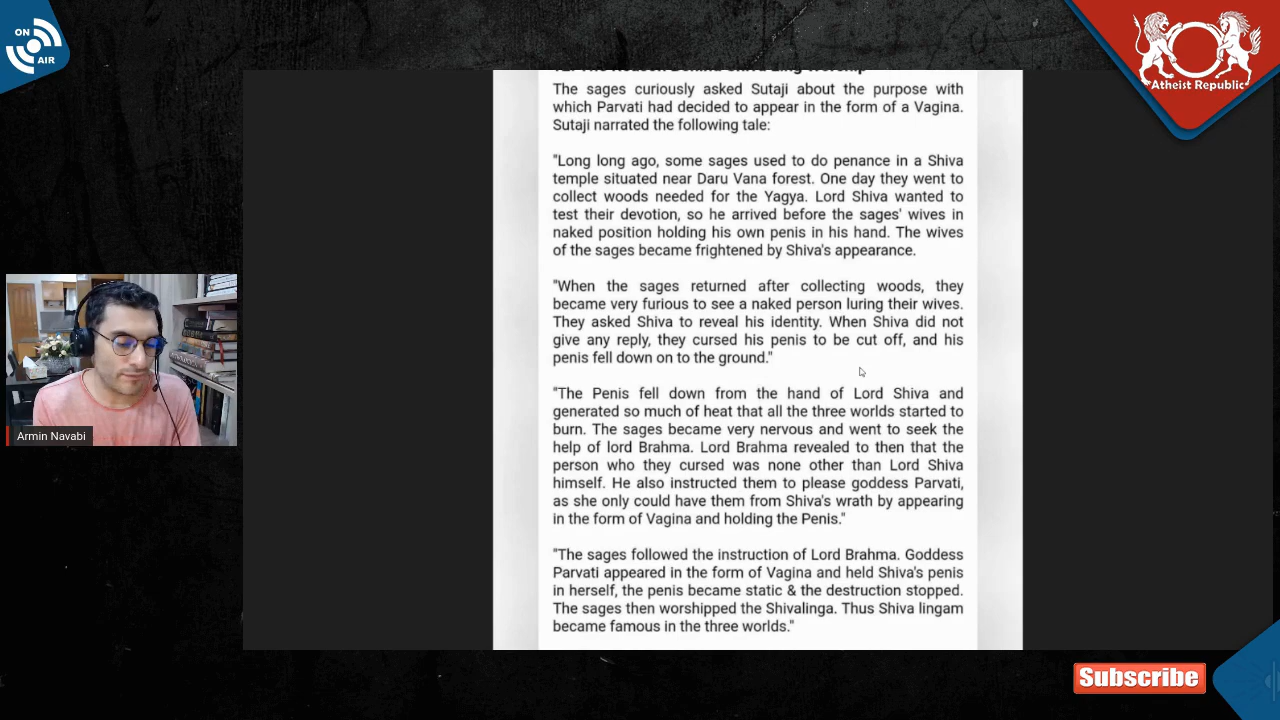 ON
AIR
Atheist Republic
The Reason Behind Shiva Ling Worship
The sages curiously asked Sutaji about the purpose with
which Parvati had decided to appear in the form of a Vagina.
Sutaji narrated the following tale:
"Long long ago, some sages used to do penance in a Shiva
temple situated near Daru Vana forest. One day they went to
collect woods needed for the Yagya. Lord Shiva wanted to
test their devotion, so he arrived before the sages' wives in
naked position holding his own penis in his hand. The wives
of the sages became frightened by Shiva's appearance.
"When the sages returned after collecting woods, they
became very furious to see a naked person luring their wives.
They asked Shiva to reveal his identity. When Shiva did not
give any reply, they cursed his penis to be cut off, and his
penis fell down on to the ground."
"The Penis fell down from the hand of Lord Shiva and
generated so much of heat that all the three worlds started to
burn. The sages became very nervous and went to seek the
help of lord Brahma. Lord Brahma revealed to then that the
person who they cursed was none other than Lord Shiva
himself. He also instructed them to please goddess Parvati,
as she only could have them from Shiva's wrath by appearing
in the form of Vagina and holding the Penis."
"The sages followed the instruction of Lord Brahma. Goddess
Parvati appeared in the form of Vagina and held Shiva's penis
in herself, the penis became static & the destruction stopped.
The sages then worshipped the Shivalinga. Thus Shiva lingam
became famous in the three worlds."
Armin Navabi
Subscribe